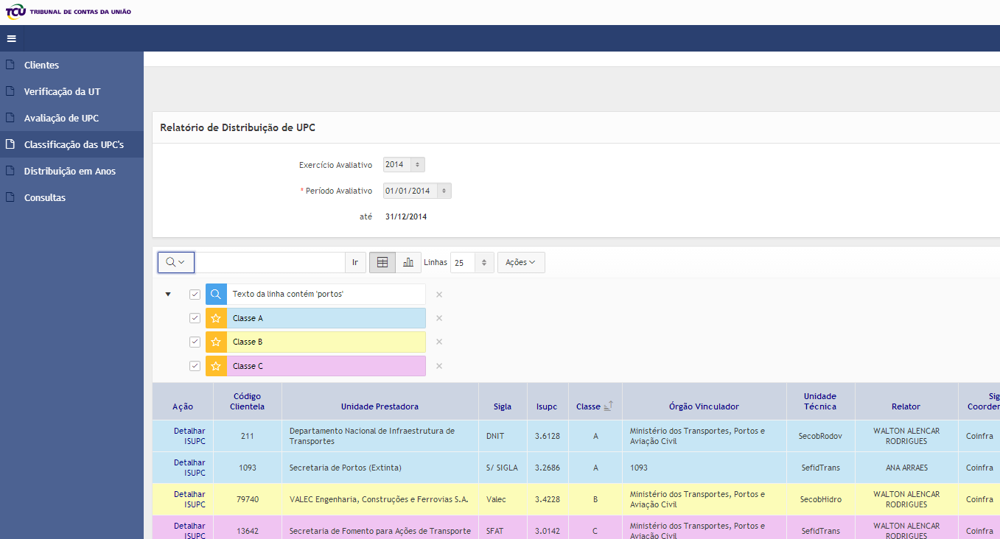 TCU TRIBUNAL DE CONTAS DA UNIÃO
Clientes
Verificação da UT
Avaliação de UPC
Classificação das UPC's
Distribuição em Anos
Consultas
Relatório de Distribuição de UPC
Exercício Avaliativo 2014
* Período Avaliativo 01/01/2014
até 31/12/2014
Ir Linhas 25 Ações
Texto da linha contém 'portos'
Classe A
Classe B
Classe C
Ação Código Clientela Unidade Prestadora Sigla Isupc Classe Órgão Vinculador Unidade Técnica Relator Sig Coorden
Detalhar ISUPC 211 Departamento Nacional de Infraestrutura de Transportes DNIT 3.6128 A Ministério dos Transportes, Portos e Aviação Civil SecobRodov WALTON ALENCAR RODRIGUES Coinfra
Detalhar ISUPC 1093 Secretaria de Portos (Extinta) S/ SIGLA 3.2686 A 1093 SefidTrans ANA ARRAES Coinfra
Detalhar ISUPC 79740 VALEC Engenharia, Construções e Ferrovias S.A. Valec 3.4228 B Ministério dos Transportes, Portos e Aviação Civil SecobHidro WALTON ALENCAR RODRIGUES Coinfra
Detalhar ISUPC 13642 Secretaria de Fomento para Ações de Transporte SFAT 3.0142 C Ministério dos Transportes, Portos e Aviação Civil SefidTrans WALTON ALENCAR RODRIGUES Coinfra